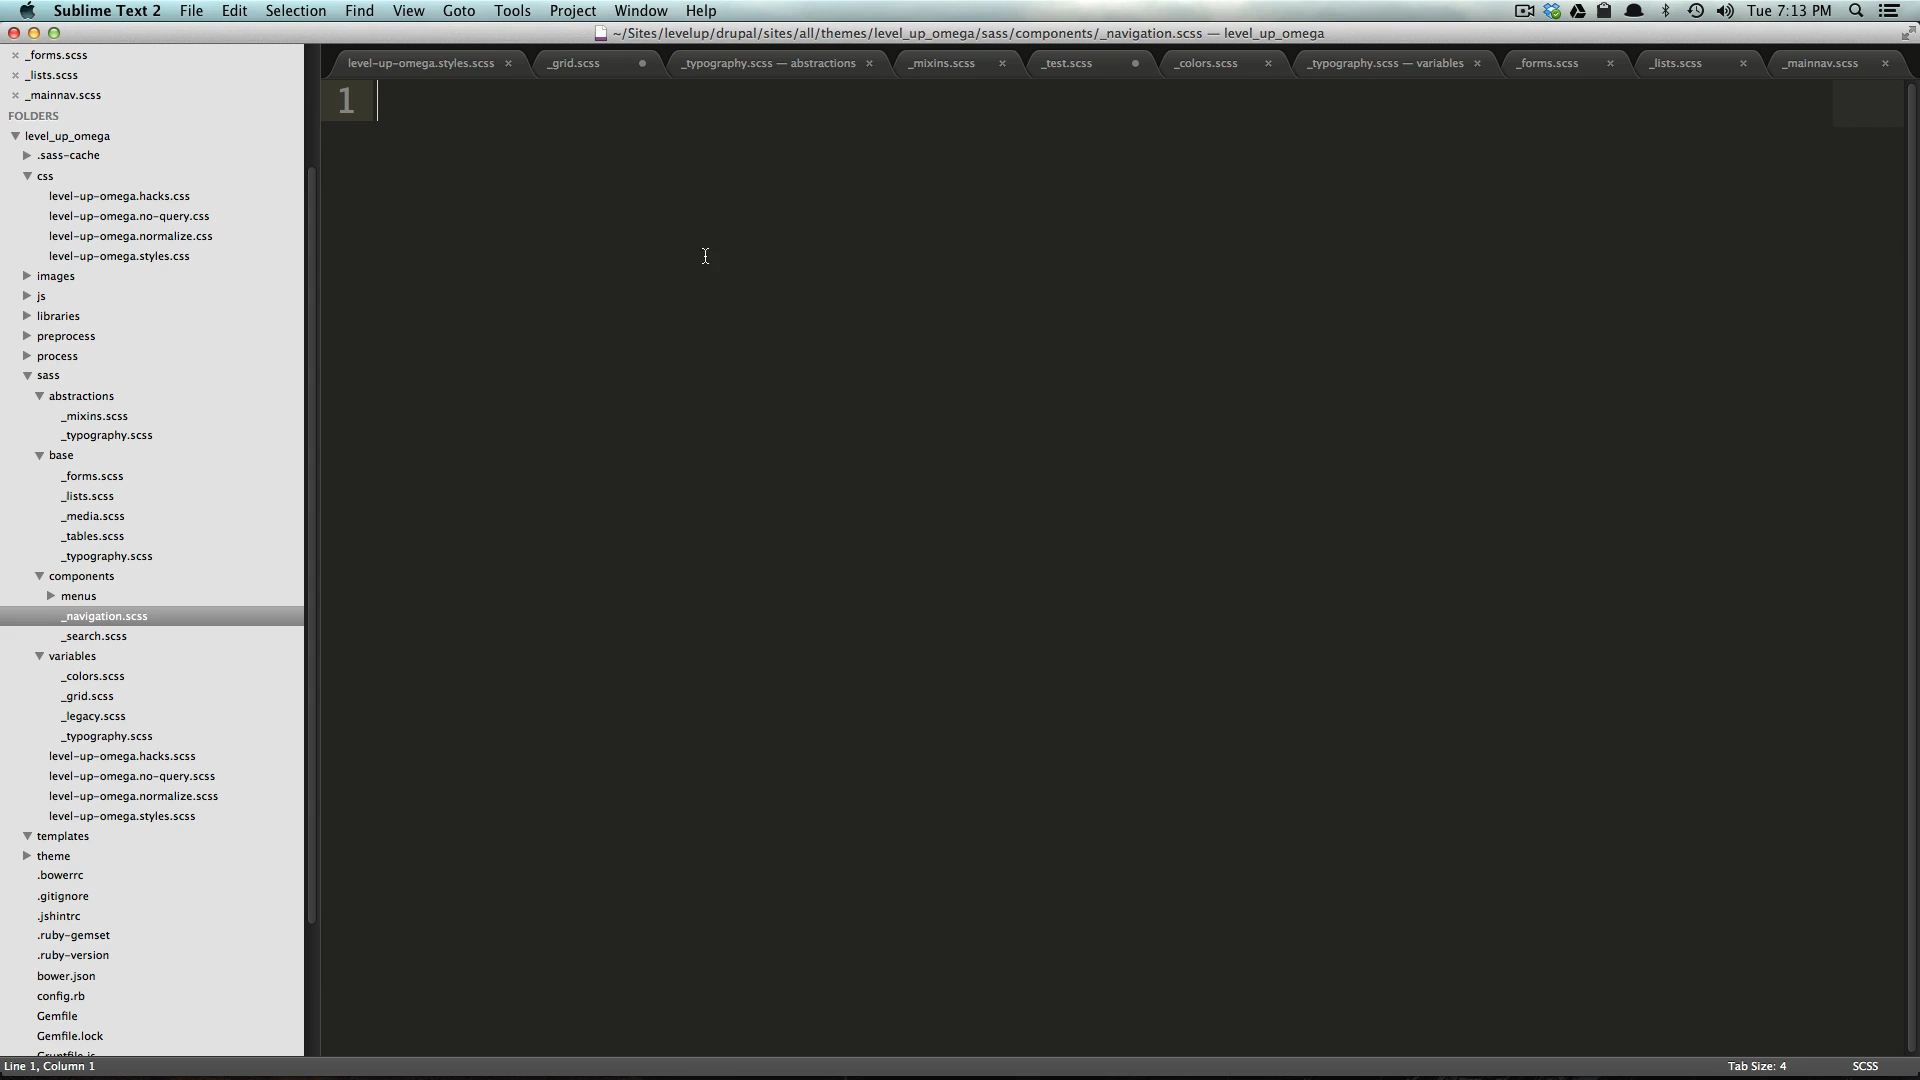 Sublime Text 2 File Edit Selection Find View Goto Tools Project Window Help Tue 7:13 PM
~/Sites/levelup/drupal/sites/all/themes/level_up_omega/sass/components/_navigation.scss — level_up_omega
level-up-omega.styles.scss × _grid.scss _typography.scss — abstractions × _mixins.scss × _test.scss _colors.scss × _typography.scss — variables × _forms.scss × _lists.scss × _mainnav.scss ×
× _forms.scss
× _lists.scss
× _mainnav.scss
FOLDERS
level_up_omega
.sass-cache
css
level-up-omega.hacks.css
level-up-omega.no-query.css
level-up-omega.normalize.css
level-up-omega.styles.css
images
js
libraries
preprocess
process
sass
abstractions
_mixins.scss
_typography.scss
base
_forms.scss
_lists.scss
_media.scss
_tables.scss
_typography.scss
components
menus
_navigation.scss
_search.scss
variables
_colors.scss
_grid.scss
_legacy.scss
_typography.scss
level-up-omega.hacks.scss
level-up-omega.no-query.scss
level-up-omega.normalize.scss
level-up-omega.styles.scss
templates
theme
.bowerrc
.gitignore
.jshintrc
.ruby-gemset
.ruby-version
bower.json
config.rb
Gemfile
Gemfile.lock
1
Line 1, Column 1 Tab Size: 4 SCSS